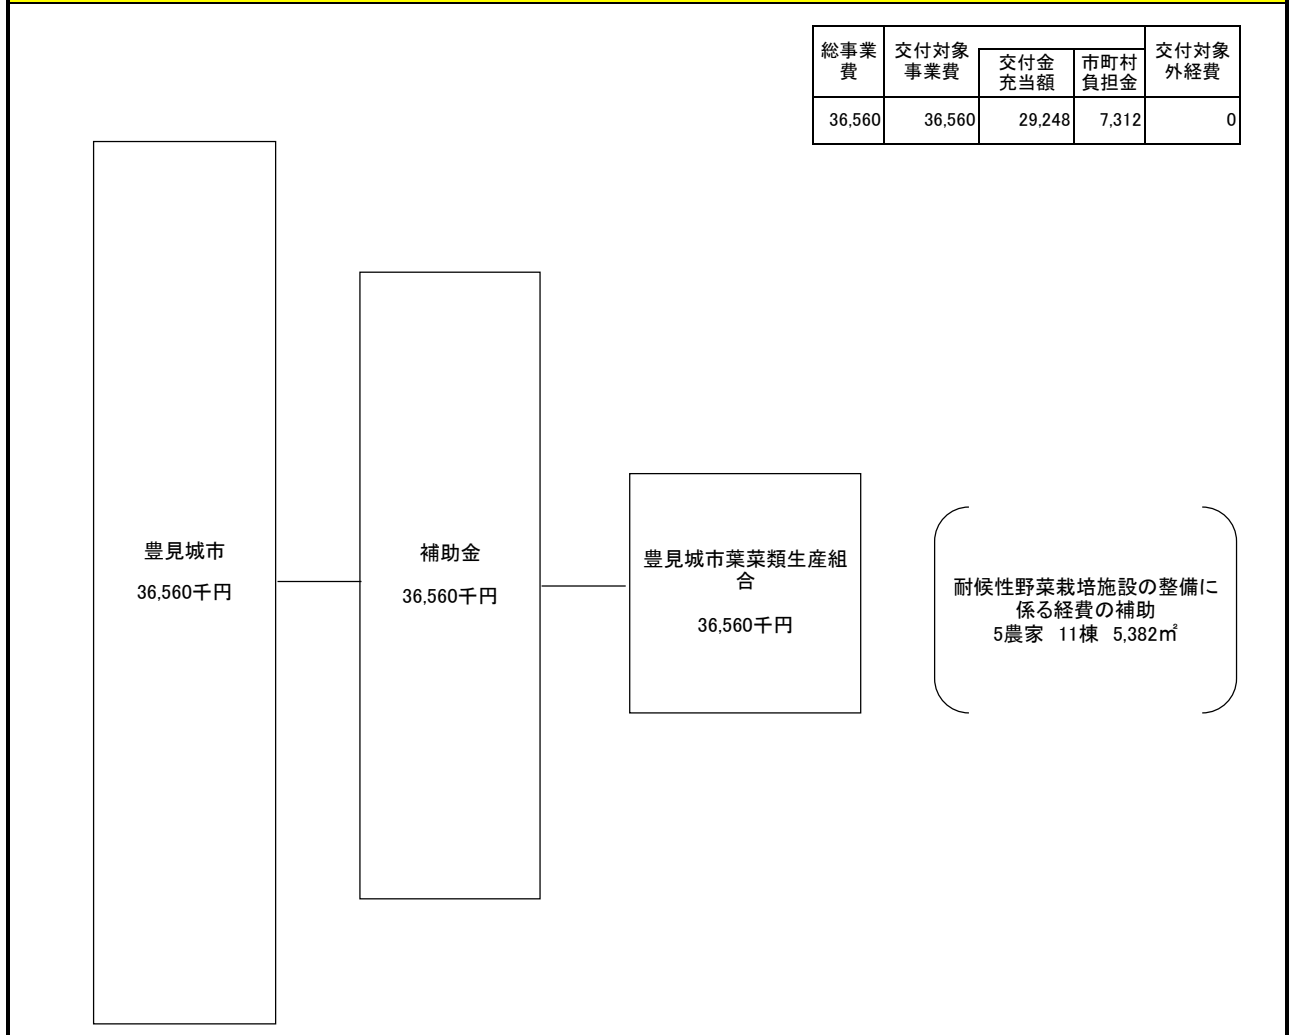 総事業
費
交付対象
事業費
交付金
充当額
市町村
負担金
交付対象
外経費
36,560
36,560
29,248
7,312
0
豊見城市
36,560千円
補助金
36,560千円
豊見城市葉菜類生産組
合
36,560千円
耐候性野菜栽培施設の整備に
係る経費の補助
5農家 11棟 5,382㎡